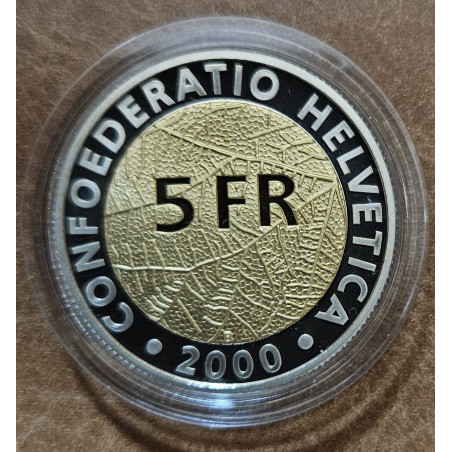 CONFOEDERATIO HELVETICA
5 FR
• 2000 •